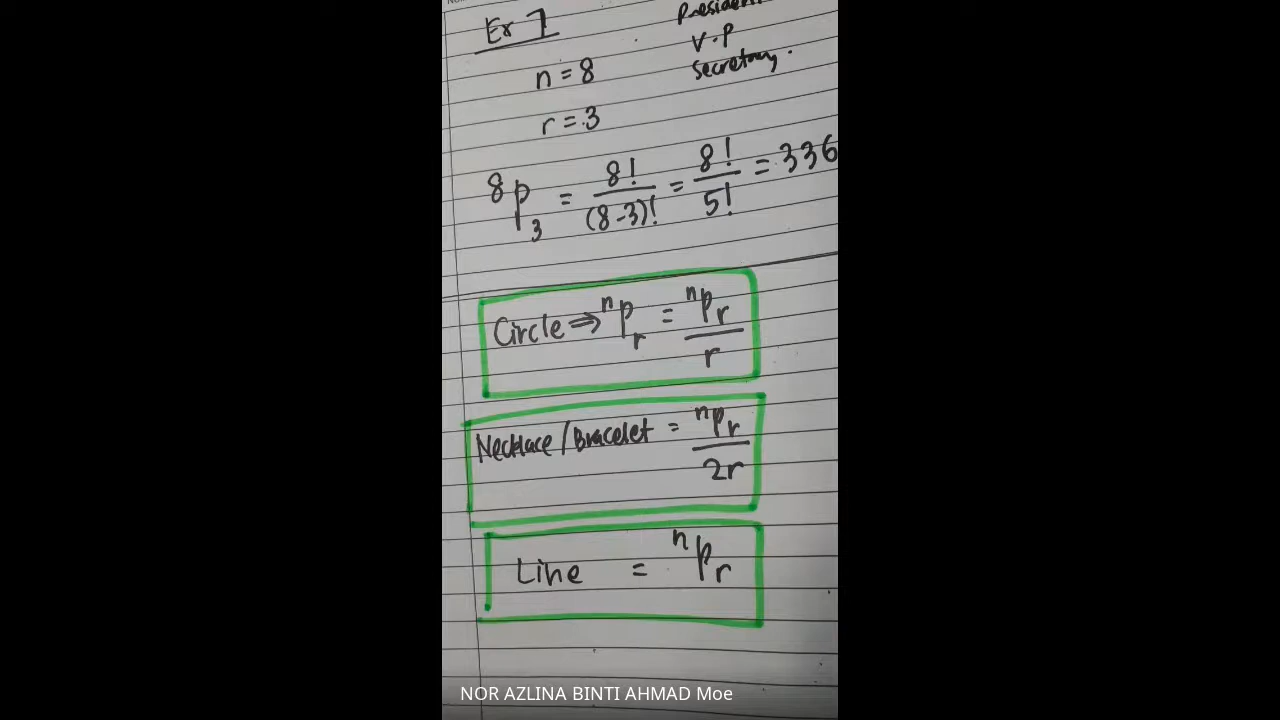 Ex 7
President
V.P
Secretary.
n = 8
r = 3
⁸P₃ = 8!/(8-3)! = 8!/5! = 336
Circle ⇒ ⁿPᵣ = ⁿPᵣ/r
Necklace/Bracelet = ⁿPᵣ/2r
Line = ⁿPᵣ
NOR AZLINA BINTI AHMAD Moe